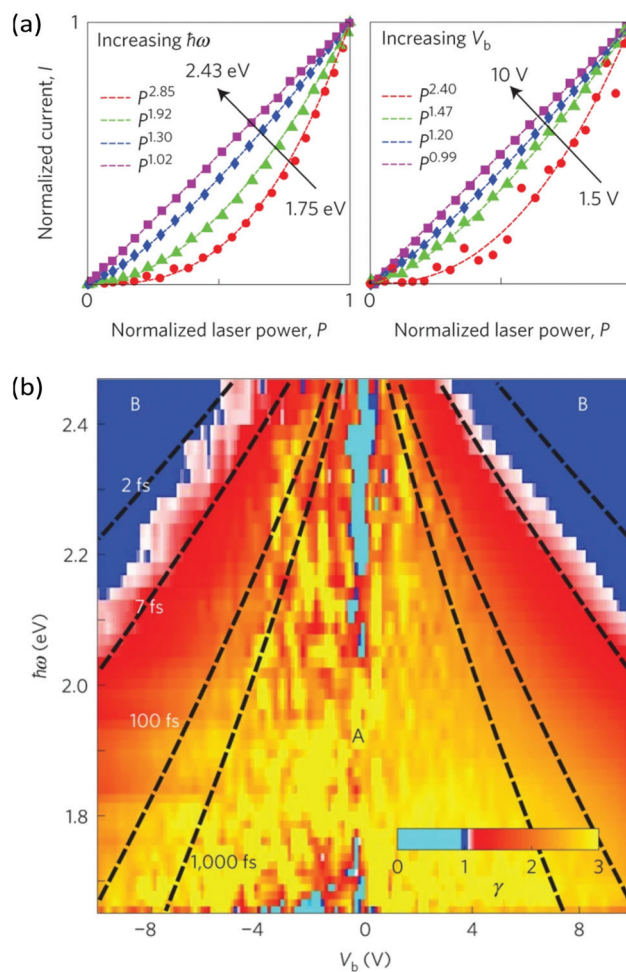 (a)
Increasing ħω
2.43 eV
P^2.85
P^1.92
P^1.30
P^1.02
1.75 eV
Increasing V_b
10 V
P^2.40
P^1.47
P^1.20
P^0.99
1.5 V
Normalized current, I
1
0
0
1
0
Normalized laser power, P
Normalized laser power, P
(b)
B
B
2 fs
7 fs
100 fs
1,000 fs
A
0 1 2 3
γ
2.4
2.2
2.0
1.8
ħω (eV)
−8 −4 0 4 8
V_b (V)